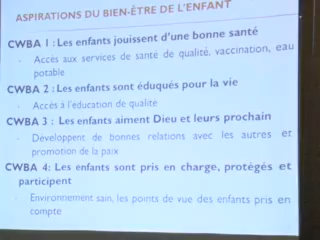 ASPIRATIONS DU BIEN-ÊTRE DE L'ENFANT
CWBA 1 : Les enfants jouissent d'une bonne santé
- Accès aux services de santé de qualité, vaccination, eau
potable
CWBA 2 : Les enfants sont éduqués pour la vie
- Accès à l'éducation de qualité
CWBA 3 : Les enfants aiment Dieu et leurs prochain
- Développent de bonnes relations avec les autres et
promotion de la paix
CWBA 4: Les enfants sont pris en charge, protégés et
participent
- Environnement sain, les points de vue des enfants pris en
compte